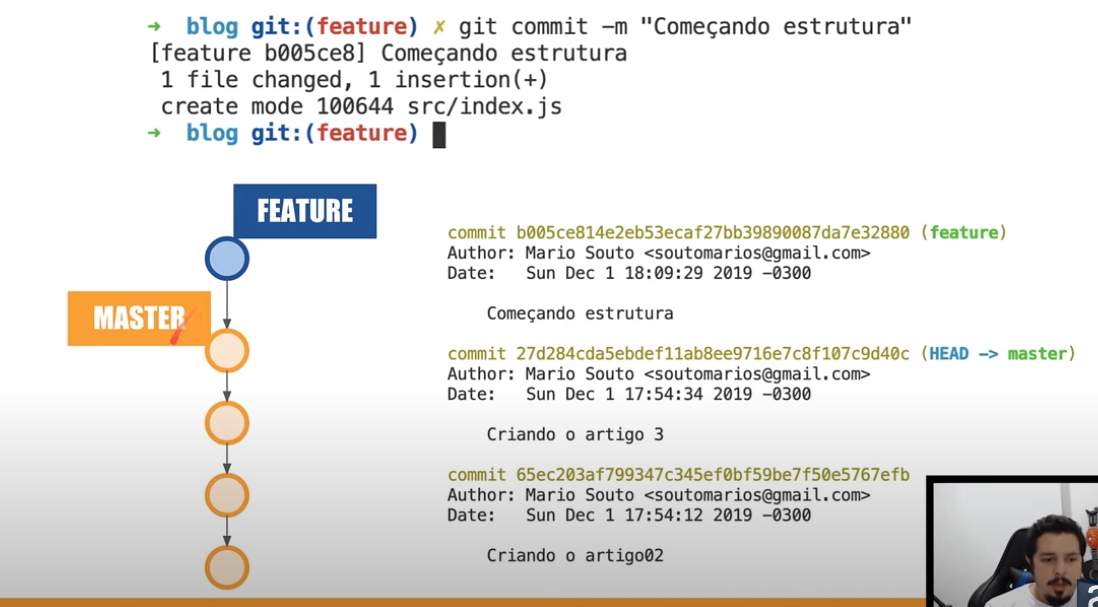 ➜ blog git:(feature) ✗ git commit -m "Começando estrutura"
[feature b005ce8] Começando estrutura
1 file changed, 1 insertion(+)
create mode 100644 src/index.js
➜ blog git:(feature)
FEATURE
MASTER
commit b005ce814e2eb53ecaf27bb39890087da7e32880 (feature)
Author: Mario Souto <soutomarios@gmail.com>
Date: Sun Dec 1 18:09:29 2019 -0300
Começando estrutura
commit 27d284cda5ebdef11ab8ee9716e7c8f107c9d40c (HEAD -> master)
Author: Mario Souto <soutomarios@gmail.com>
Date: Sun Dec 1 17:54:34 2019 -0300
Criando o artigo 3
commit 65ec203af799347c345ef0bf59be7f50e5767efb
Author: Mario Souto <soutomarios@gmail.com>
Date: Sun Dec 1 17:54:12 2019 -0300
Criando o artigo02